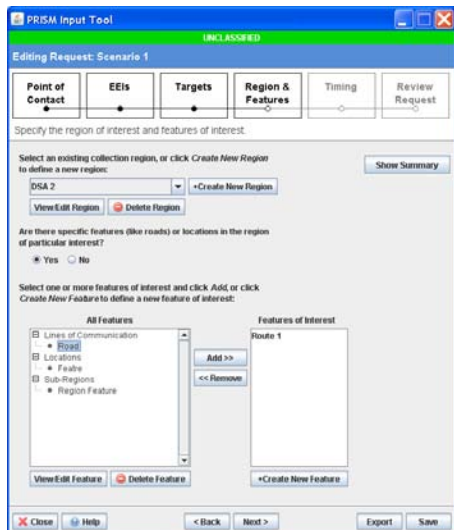 PRISM Input Tool
UNCLASSIFIED
Editing Request: Scenario 1
Point of Contact
EEIs
Targets
Region & Features
Timing
Review Request
Specify the region of interest and features of interest.
Select an existing collection region, or click Create New Region
to define a new region:
Show Summary
DSA 2
+Create New Region
View/Edit Region
Delete Region
Are there specific features (like roads) or locations in the region
of particular interest?
Yes
No
Select one or more features of interest and click Add, or click
Create New Feature to define a new feature of interest:
All Features
Features of Interest
Lines of Communication
Road
Locations
Featre
Sub-Regions
Region Feature
Route 1
Add >>
<< Remove
View/Edit Feature
Delete Feature
+Create New Feature
Close
Help
< Back
Next >
Export
Save